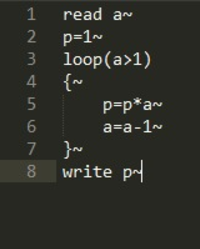 1 read a~
2 p=1~
3 loop(a>1)
4 {~
5     p=p*a~
6     a=a-1~
7 }~
8 write p~